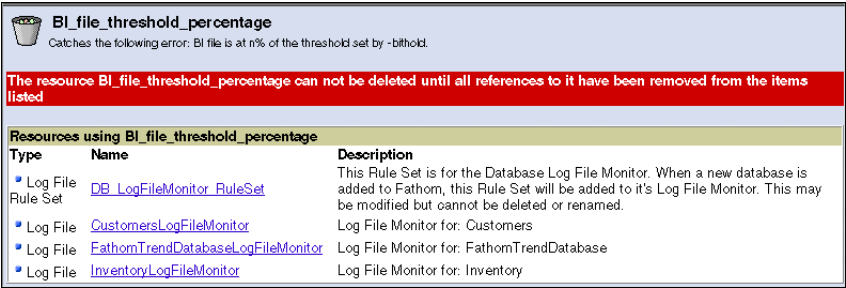 BI_file_threshold_percentage
Catches the following error: BI file is at n% of the threshold set by -bithold.
The resource BI_file_threshold_percentage can not be deleted until all references to it have been removed from the items
listed
Resources using BI_file_threshold_percentage
Type Name Description
Log File Rule Set DB_LogFileMonitor_RuleSet This Rule Set is for the Database Log File Monitor. When a new database is
added to Fathom, this Rule Set will be added to it's Log File Monitor. This may
be modified but cannot be deleted or renamed.
Log File CustomersLogFileMonitor Log File Monitor for: Customers
Log File FathomTrendDatabaseLogFileMonitor Log File Monitor for: FathomTrendDatabase
Log File InventoryLogFileMonitor Log File Monitor for: Inventory